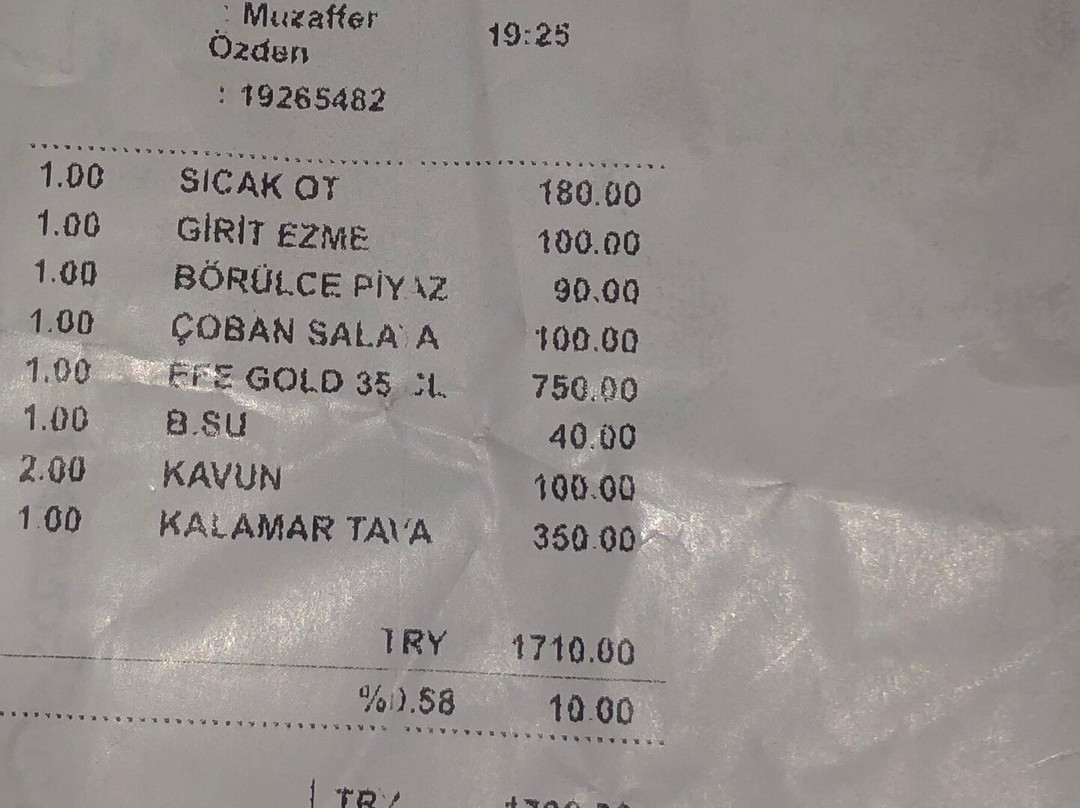 : Muzaffer 19:25
Özden
: 19265482
1.00 SICAK OT 180.00
1.00 GİRİT EZME 100.00
1.00 BÖRÜLCE PİYAZ 90.00
1.00 ÇOBAN SALATA 100.00
1.00 EFE GOLD 35 CL 750.00
1.00 B.SU 40.00
2.00 KAVUN 100.00
1.00 KALAMAR TAVA 350.00
TRY 1710.00
%0.58 10.00
TRY